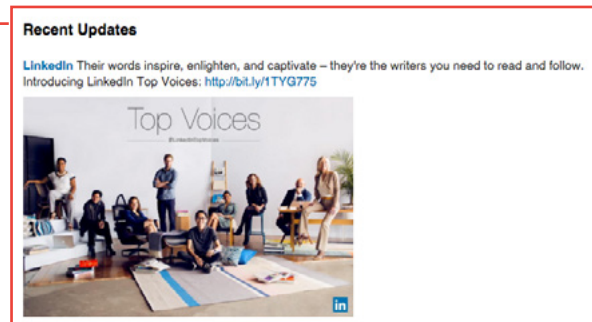 Recent Updates
LinkedIn Their words inspire, enlighten, and captivate – they're the writers you need to read and follow.
Introducing LinkedIn Top Voices: http://bit.ly/1TYG775
Top Voices
in